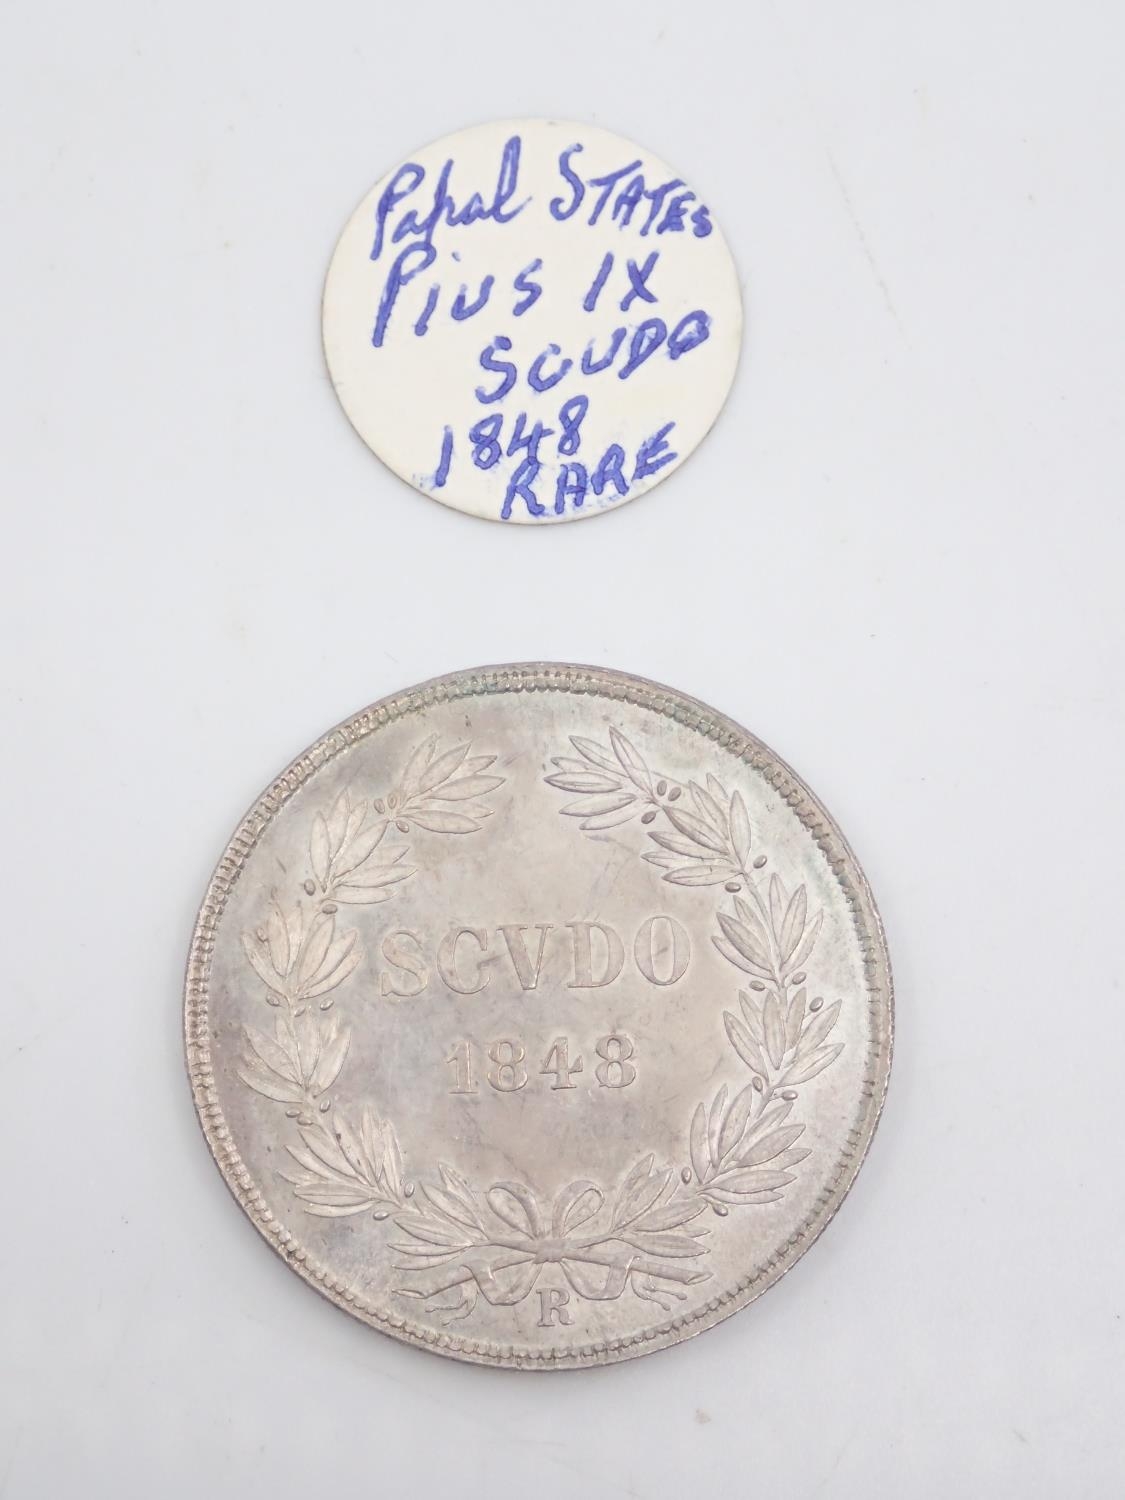 Papal STATES
PIUS IX
SCUDO
1848
RARE
SCVDO
1848
R